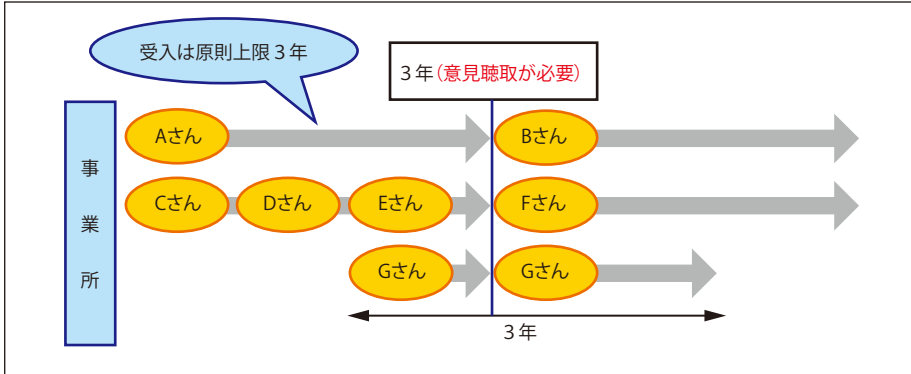 受入は原則上限３年
３年（意見聴取が必要）
事業所
Aさん
Bさん
Cさん
Dさん
Eさん
Fさん
Gさん
Gさん
３年